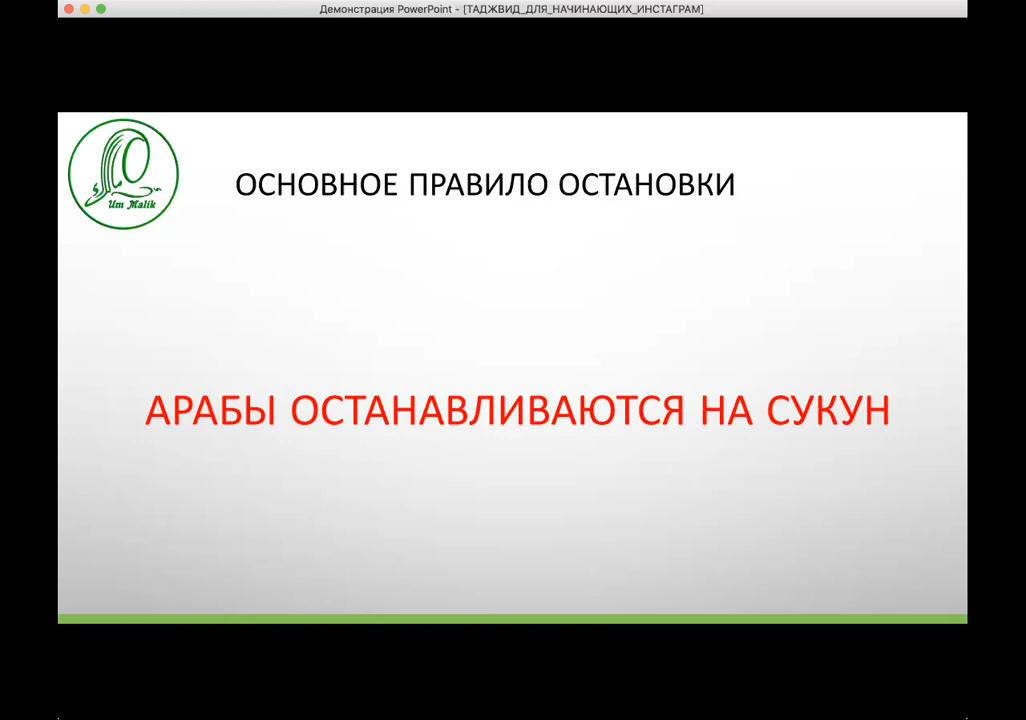 Демонстрация PowerPoint - [ТАДЖВИД_ДЛЯ_НАЧИНАЮЩИХ_ИНСТАГРАМ]
Um Malik
ОСНОВНОЕ ПРАВИЛО ОСТАНОВКИ
АРАБЫ ОСТАНАВЛИВАЮТСЯ НА СУКУН